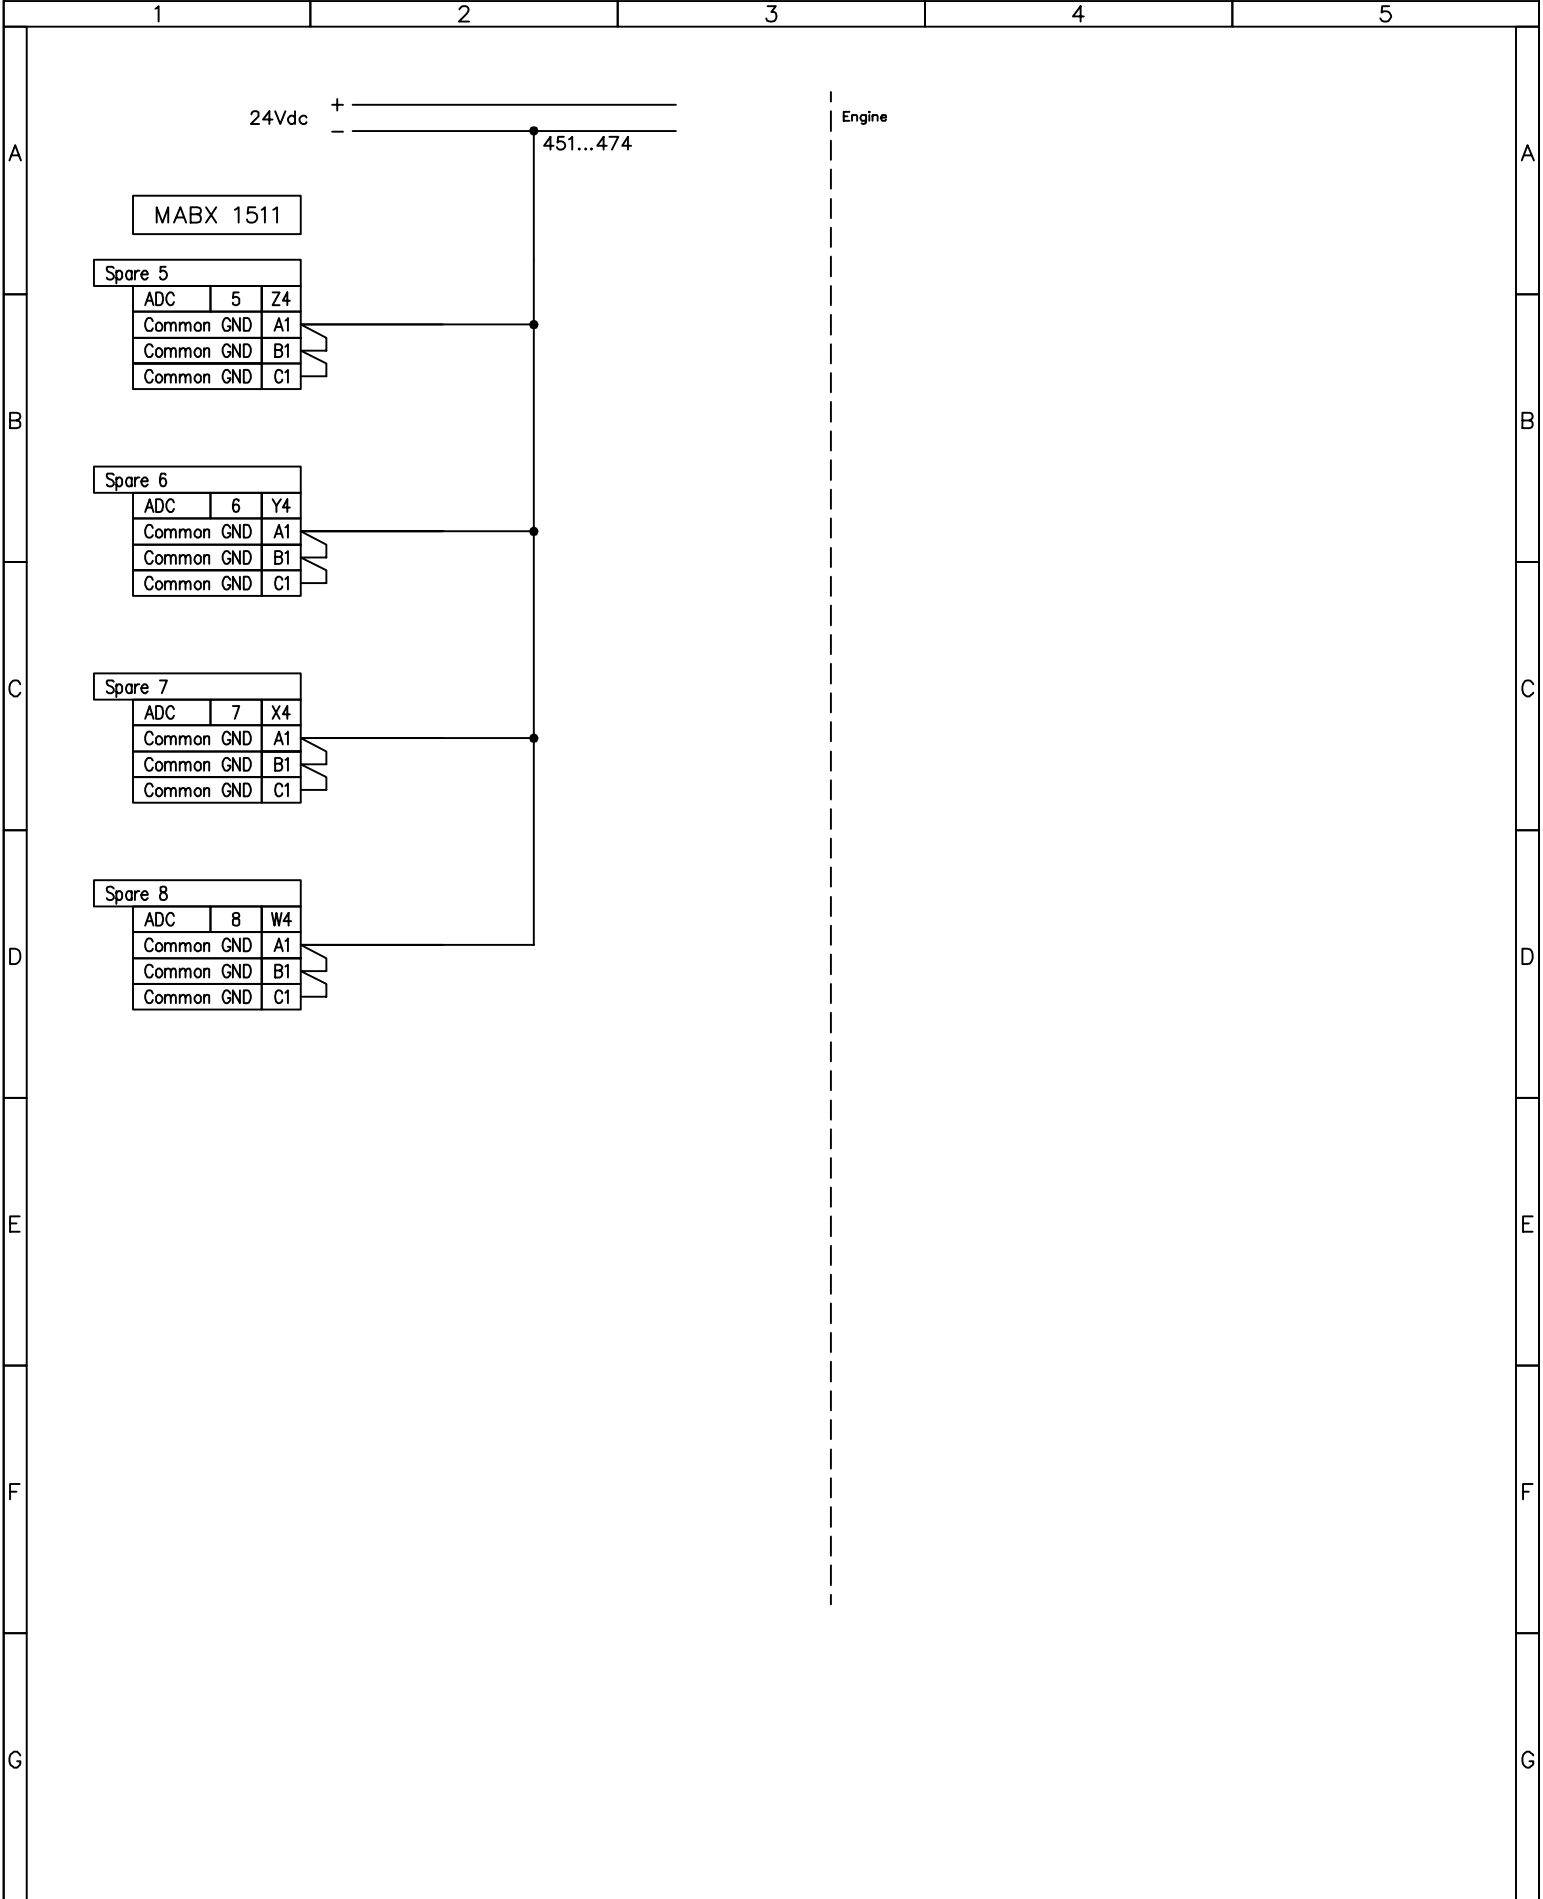 1 2 3 4 5
24Vdc + Engine
−
451...474
A A
MABX 1511
Spare 5
ADC 5 Z4
Common GND A1
Common GND B1
Common GND C1
B B
Spare 6
ADC 6 Y4
Common GND A1
Common GND B1
Common GND C1
C C
Spare 7
ADC 7 X4
Common GND A1
Common GND B1
Common GND C1
Spare 8
ADC 8 W4
Common GND A1
D D
Common GND B1
Common GND C1
E E
F F
G G